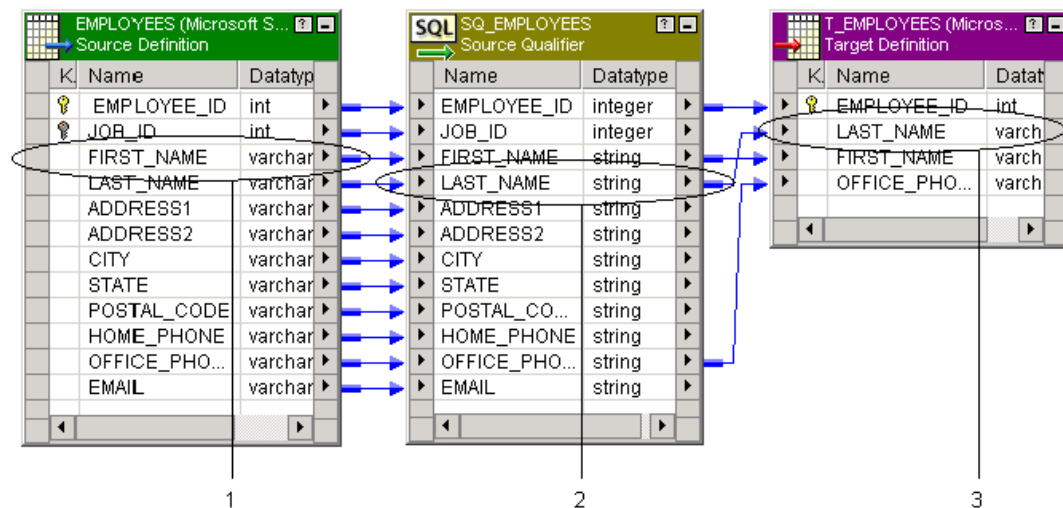 EMPLOYEES (Microsoft S...
Source Definition
K. Name Datatyp
EMPLOYEE_ID int
JOB_ID int
FIRST_NAME varchar
LAST_NAME varchar
ADDRESS1 varchar
ADDRESS2 varchar
CITY varchar
STATE varchar
POSTAL_CODE varchar
HOME_PHONE varchar
OFFICE_PHO... varchar
EMAIL varchar
1
SQL SQ_EMPLOYEES
Source Qualifier
Name Datatype
EMPLOYEE_ID integer
JOB_ID integer
FIRST_NAME string
LAST_NAME string
ADDRESS1 string
ADDRESS2 string
CITY string
STATE string
POSTAL_CO... string
HOME_PHONE string
OFFICE_PHO... string
EMAIL string
2
T_EMPLOYEES (Micros...
Target Definition
K Name Datat
EMPLOYEE_ID int
LAST_NAME varch
FIRST_NAME varch
OFFICE_PHO... varch
3